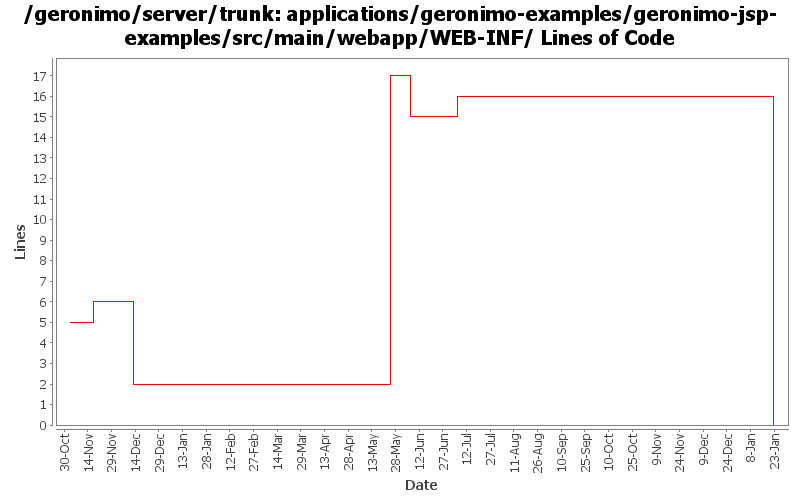 /geronimo/server/trunk: applications/geronimo-examples/geronimo-jsp-
examples/src/main/webapp/WEB-INF/ Lines of Code
Lines
17
16
15
14
13
12
11
10
9
8
7
6
5
4
3
2
1
0
30-Oct
14-Nov
29-Nov
14-Dec
29-Dec
13-Jan
28-Jan
12-Feb
27-Feb
14-Mar
29-Mar
13-Apr
28-Apr
13-May
28-May
12-Jun
27-Jun
12-Jul
27-Jul
11-Aug
26-Aug
10-Sep
25-Sep
10-Oct
25-Oct
9-Nov
24-Nov
9-Dec
24-Dec
8-Jan
23-Jan
Date